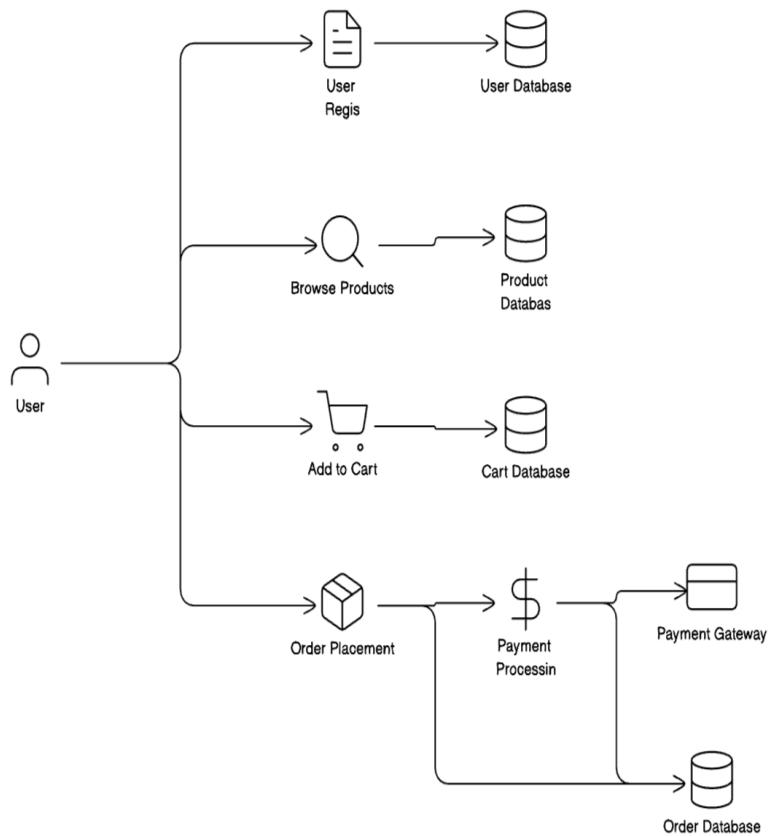 User
Regis
User Database
Browse Products
Product
Databas
User
Add to Cart
Cart Database
Order Placement
Payment
Processin
Payment Gateway
Order Database